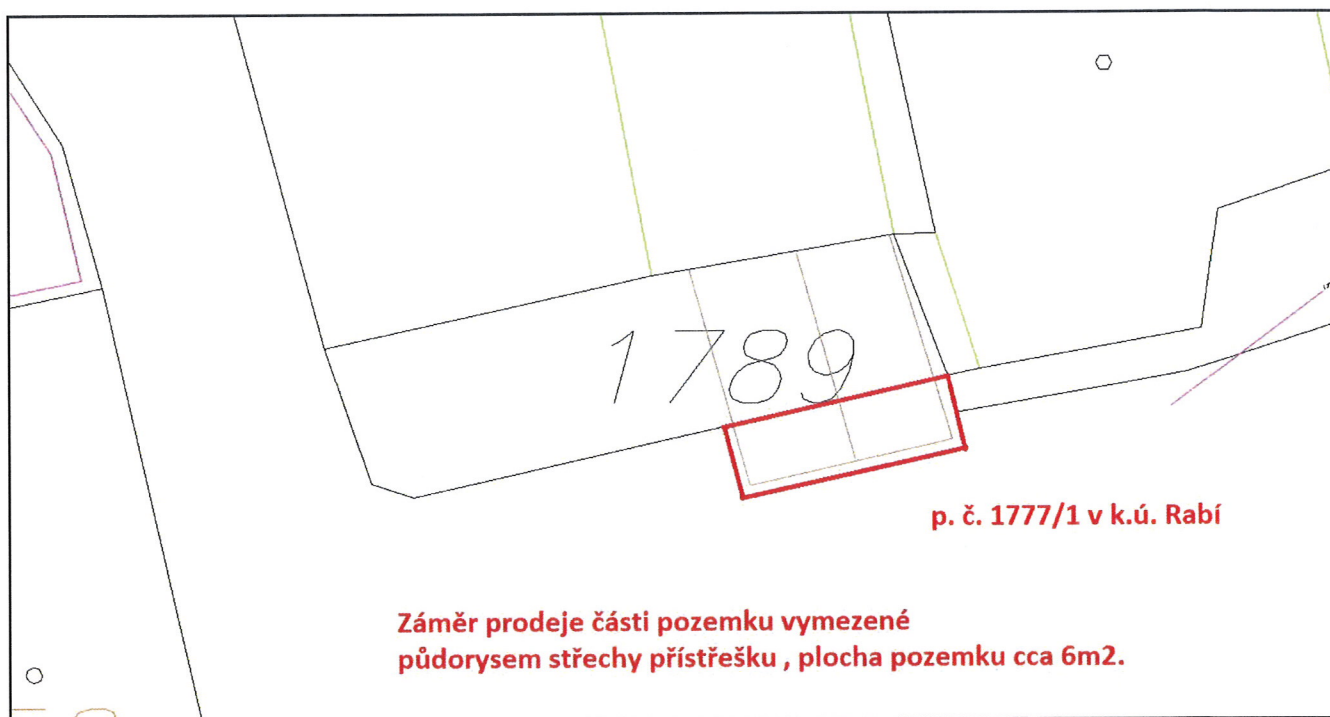 1789
p. č. 1777/1 v k.ú. Rabí
Záměr prodeje části pozemku vymezené
půdorysem střechy přístřešku , plocha pozemku cca 6m2.